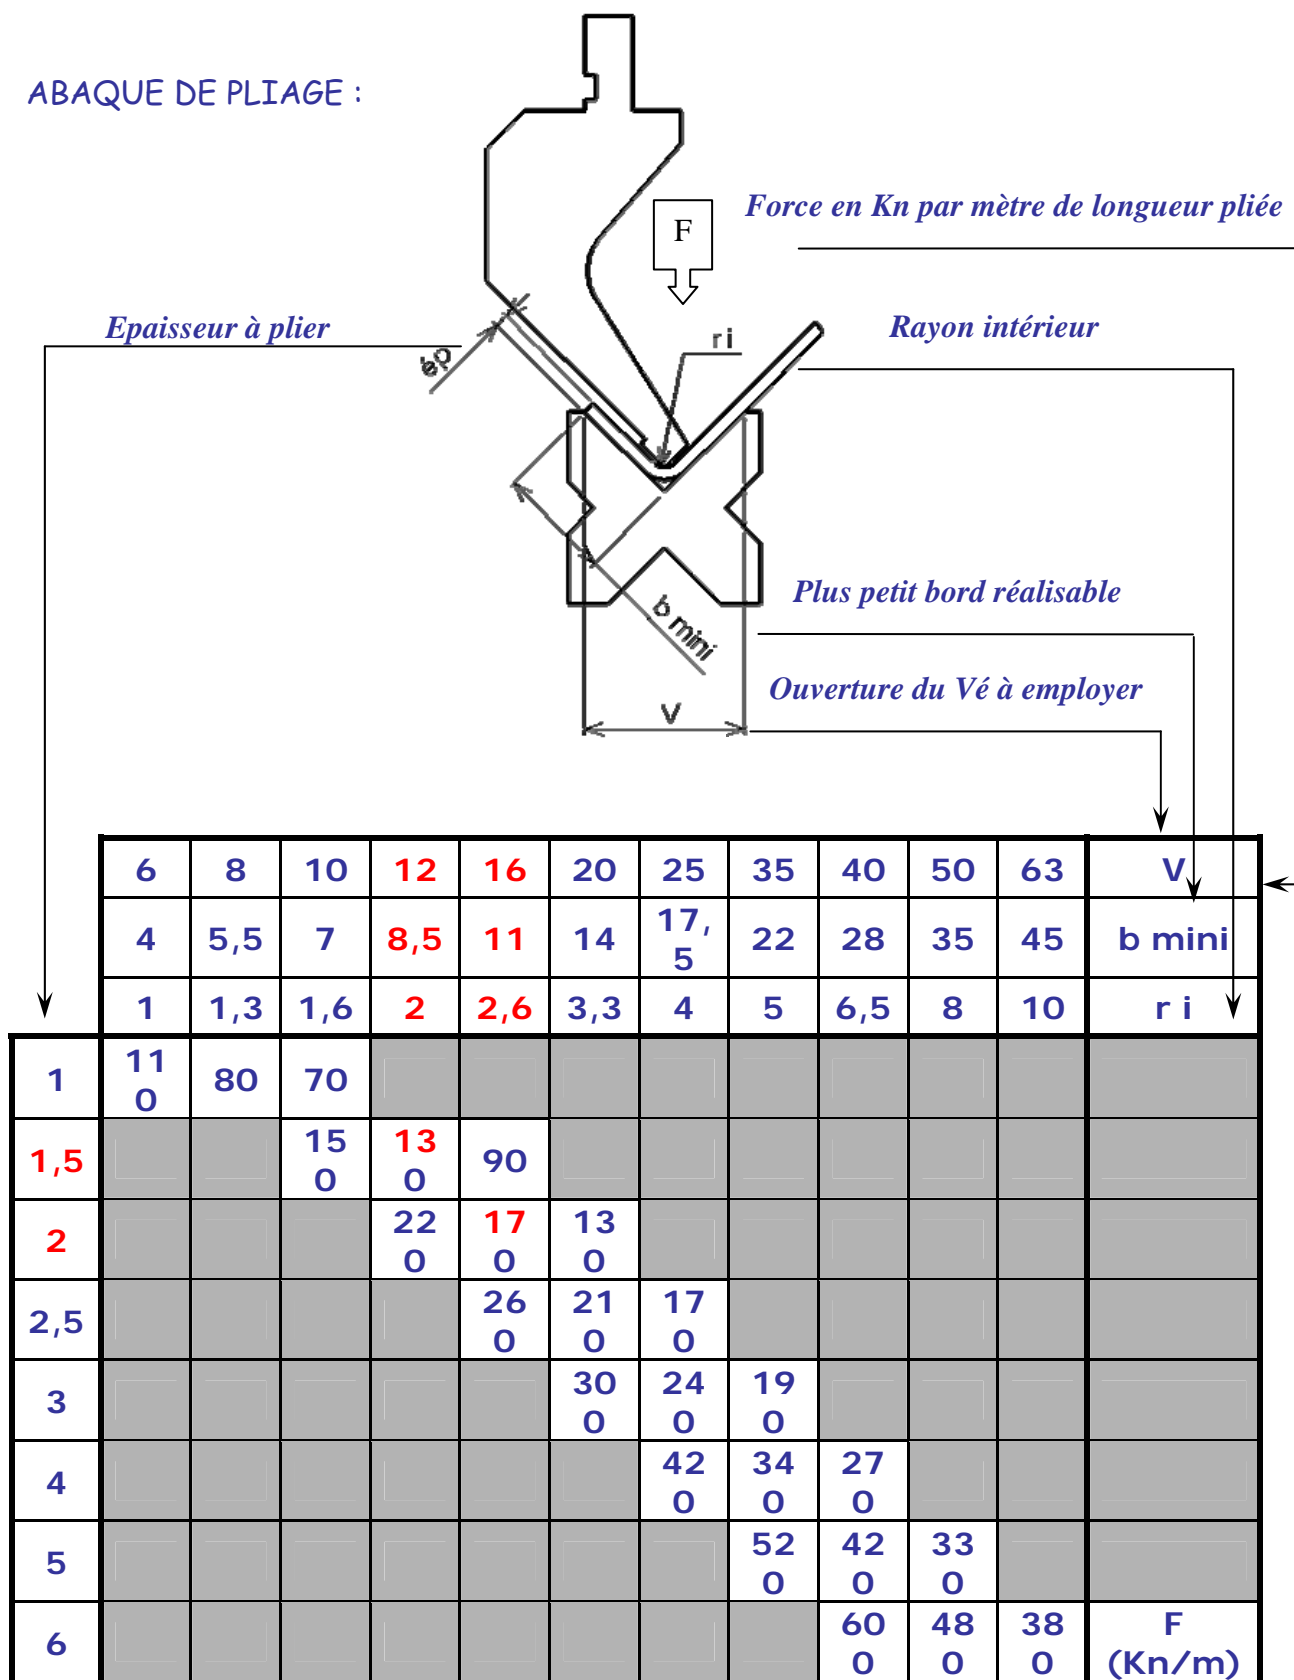 ABAQUE DE PLIAGE :
Force en Kn par mètre de longueur pliée
F
Epaisseur à plier
Rayon intérieur
ép
r i
Plus petit bord réalisable
b mini
Ouverture du Vé à employer
V
6 8 10 12 16 20 25 35 40 50 63 V
4 5,5 7 8,5 11 14 17,5 22 28 35 45 b mini
1 1,3 1,6 2 2,6 3,3 4 5 6,5 8 10 r i
1 110 80 70
1,5 150 130 90
2 220 170 130
2,5 260 210 170
3 300 240 190
4 420 340 270
5 520 420 330
6 600 480 380 F (Kn/m)